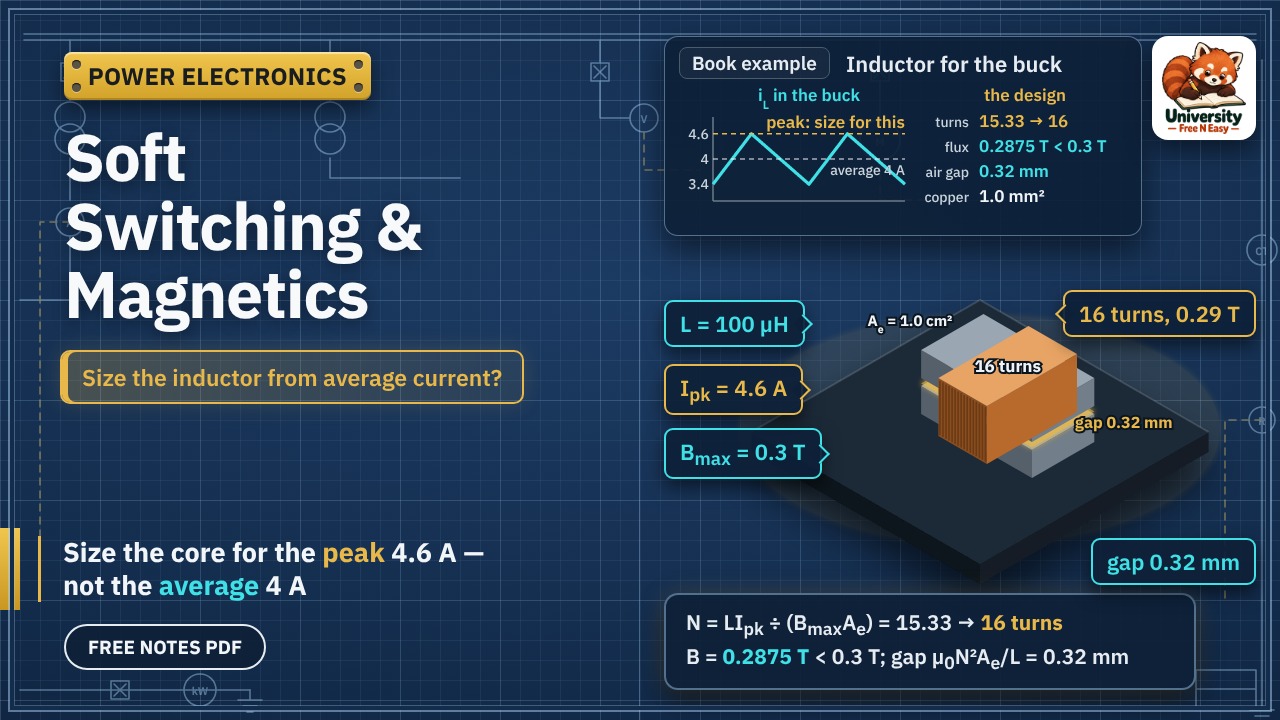 POWER ELECTRONICS
Soft
Switching &
Magnetics
Size the inductor from average current?
Size the core for the peak 4.6 A —
not the average 4 A
FREE NOTES PDF
kW
Book example
Inductor for the buck
iL in the buck
peak: size for this
4.6
4
3.4
average 4 A
the design
turns 15.33 → 16
flux 0.2875 T < 0.3 T
air gap 0.32 mm
copper 1.0 mm²
University
Free N Easy
V
L = 100 µH
Ipk = 4.6 A
Bmax = 0.3 T
Ae = 1.0 cm²
16 turns
gap 0.32 mm
16 turns, 0.29 T
gap 0.32 mm
N = LIpk ÷ (BmaxAe) = 15.33 → 16 turns
B = 0.2875 T < 0.3 T; gap µ0N²Ae/L = 0.32 mm